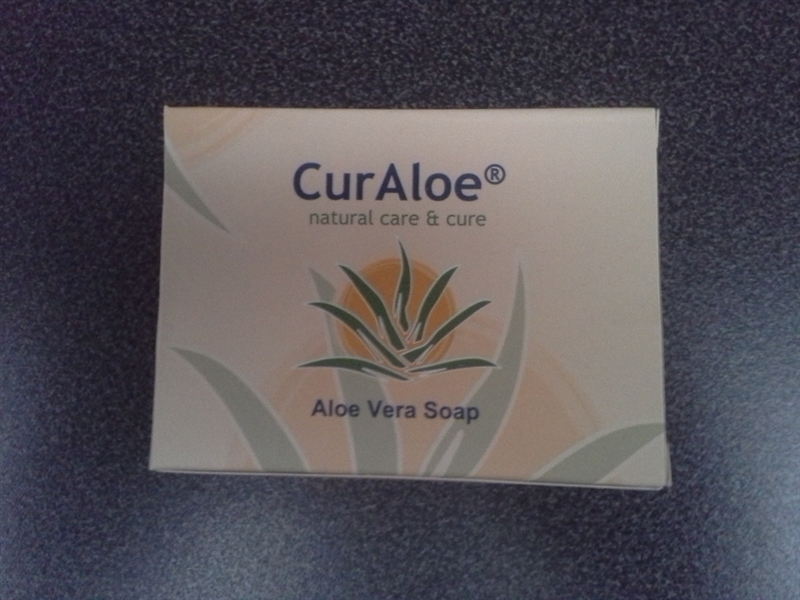 CurAloe®
natural care & cure
Aloe Vera Soap